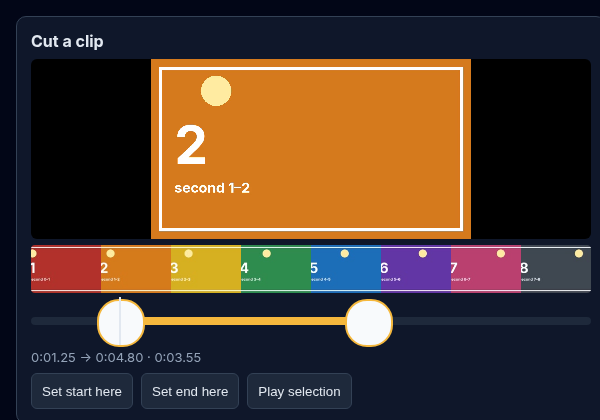 Cut a clip
2
second 1–2
1 2 3 4 5 6 7 8
0:01.25 → 0:04.80 · 0:03.55
Set start here Set end here Play selection